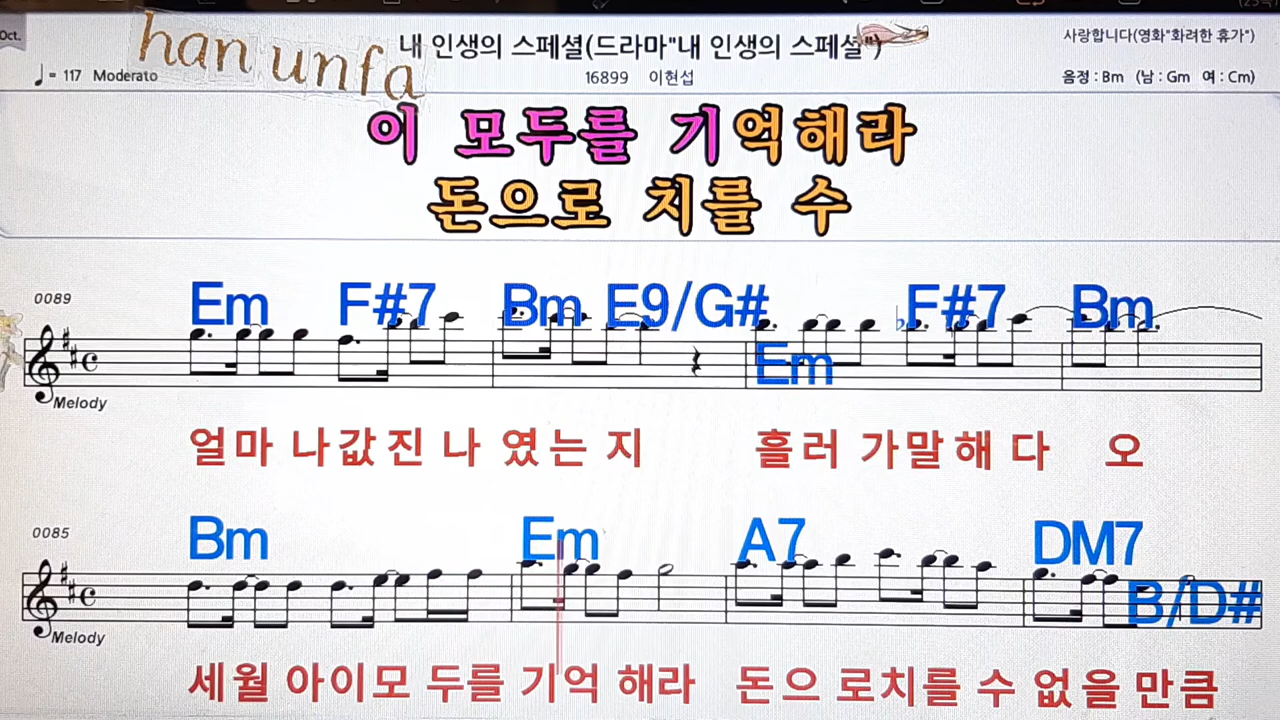 Oct.
han unfa
내 인생의 스페셜(드라마"내 인생의 스페셜")
사랑합니다(영화"화려한 휴가")
♩= 117 Moderato
16899 이현섭
음정 : Bm (남 : Gm 여 : Cm)
이 모두를 기억해라
돈으로 치를 수
0089
Em F#7 Bm E9/G# Em F#7 Bm
Melody
얼마 나값진 나 였는 지 흘러 가말해 다 오
0085
Bm Em A7 DM7 B/D#
Melody
세월 아이모 두를 기억 해라 돈으 로치를 수 없을 만큼